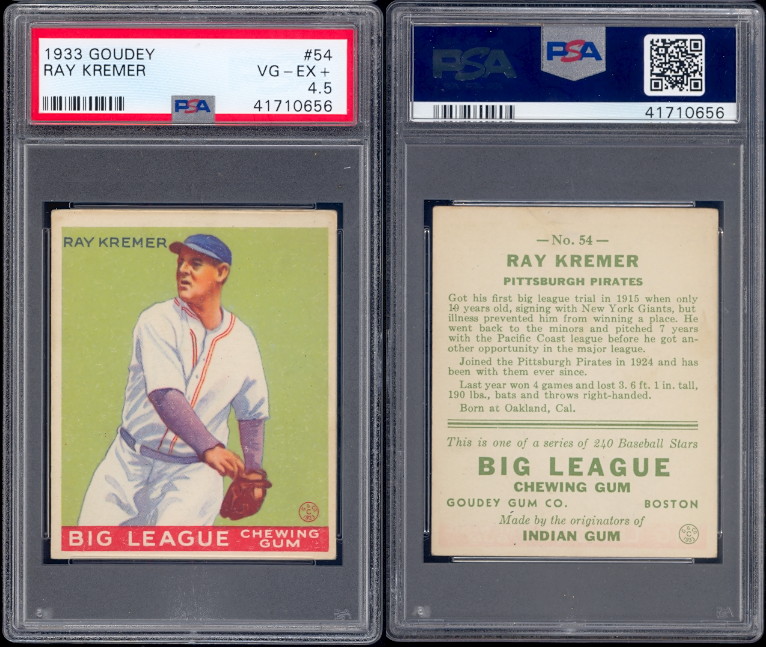 1933 GOUDEY #54
RAY KREMER VG-EX+
4.5
PSA 41710656
RAY KREMER
BIG LEAGUE CHEWING GUM
PSA PSA
41710656
—No. 54—
RAY KREMER
PITTSBURGH PIRATES
Got his first big league trial in 1915 when only
19 years old, signing with New York Giants, but
illness prevented him from winning a place. He
went back to the minors and pitched 7 years
with the Pacific Coast league before he got an-
other opportunity in the major league.
Joined the Pittsburgh Pirates in 1924 and has
been with them ever since.
Last year won 4 games and lost 3. 6 ft. 1 in. tall,
190 lbs., bats and throws right-handed.
Born at Oakland, Cal.
This is one of a series of 240 Baseball Stars
BIG LEAGUE
CHEWING GUM
GOUDEY GUM CO. BOSTON
Made by the originators of
INDIAN GUM